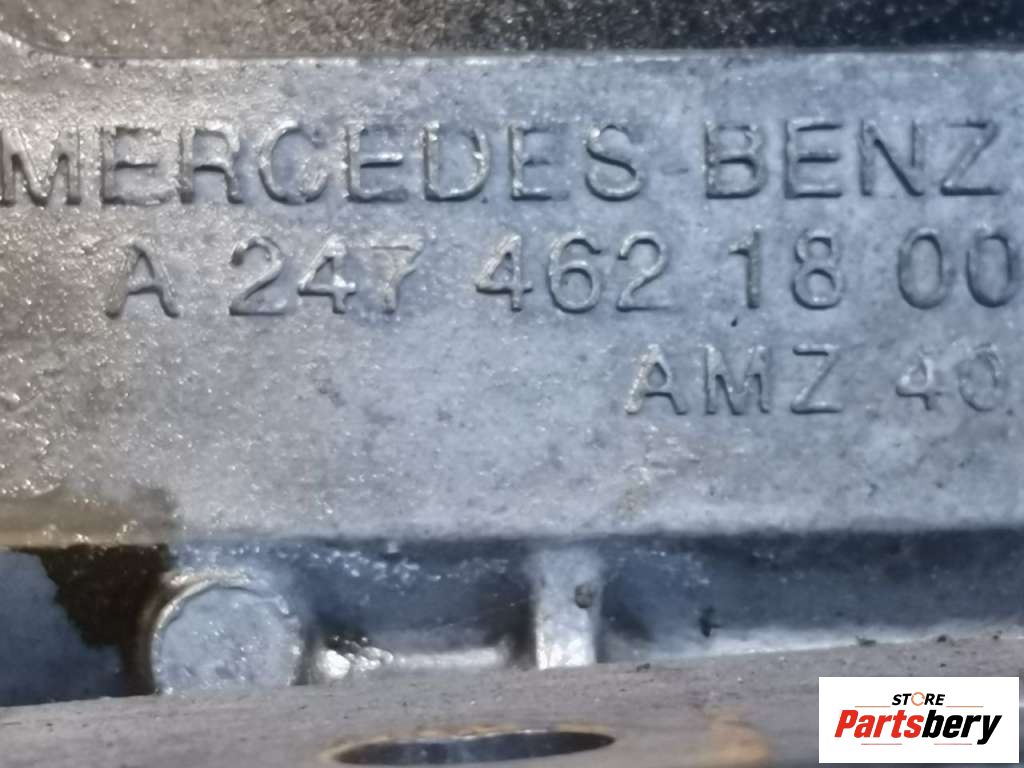 MERCEDES BENZ
A 247 462 18 00
AMZ 40
STORE
Partsbery